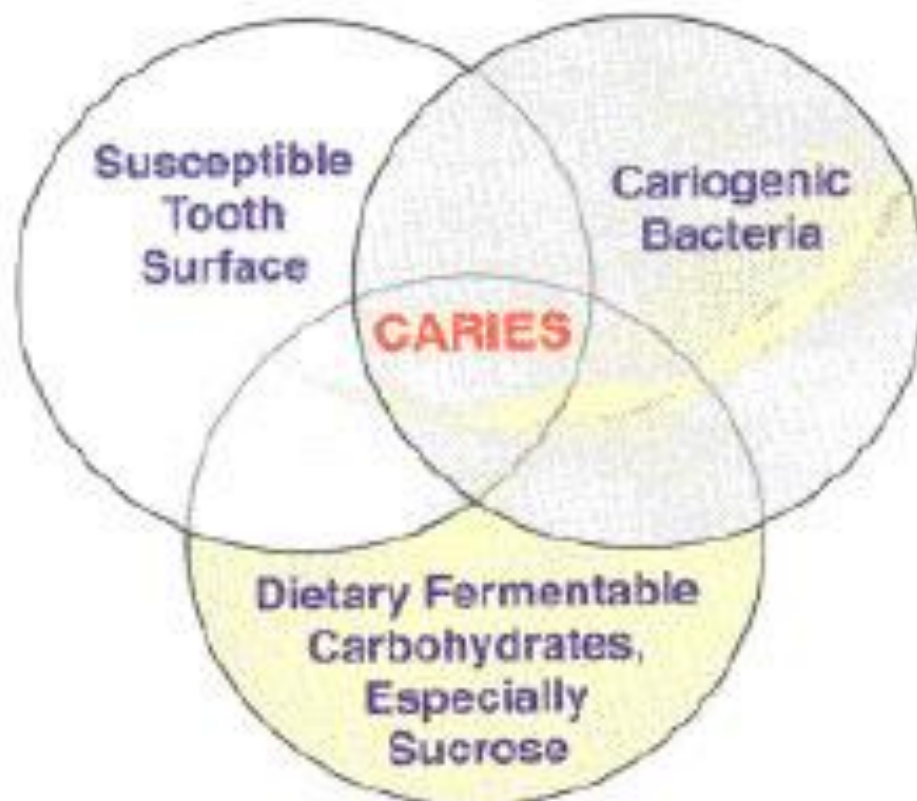 Susceptible
Tooth
Surface
Cariogenic
Bacteria
CARIES
Dietary Fermentable
Carbohydrates,
Especially
Sucrose